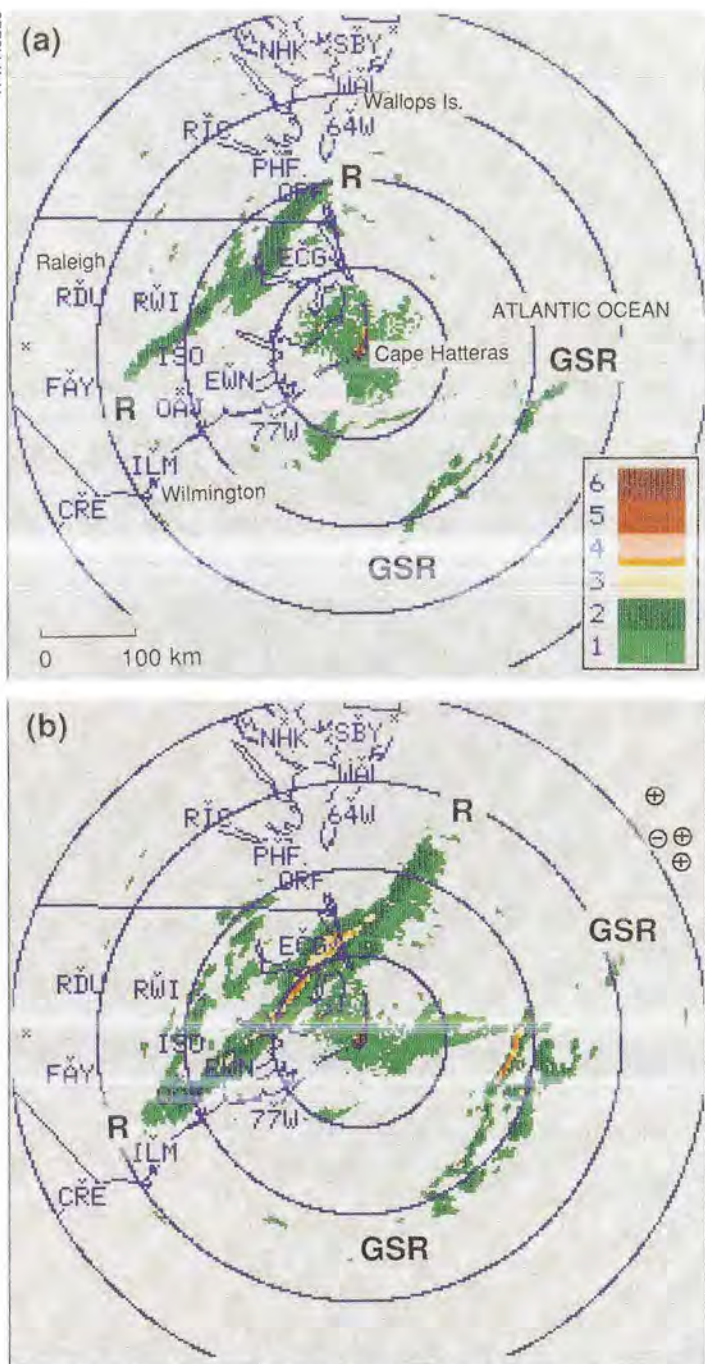 (a)
NHK SBY
WAL
Wallops Is.
RIC 64W
PHF
ORF R
ECG
Raleigh
RDU RWI
ATLANTIC OCEAN
ISO Cape Hatteras
GSR
FAY EWN
R OAJ
77W
ILM
Wilmington
CRE
GSR
6
5
4
3
2
1
0 100 km
(b)
NHK SBY
WAL
RIC 64W R
PHF
ORF
ECG GSR
RDU RWI
ISO
FAY EWN
R 77W
ILM
CRE
GSR